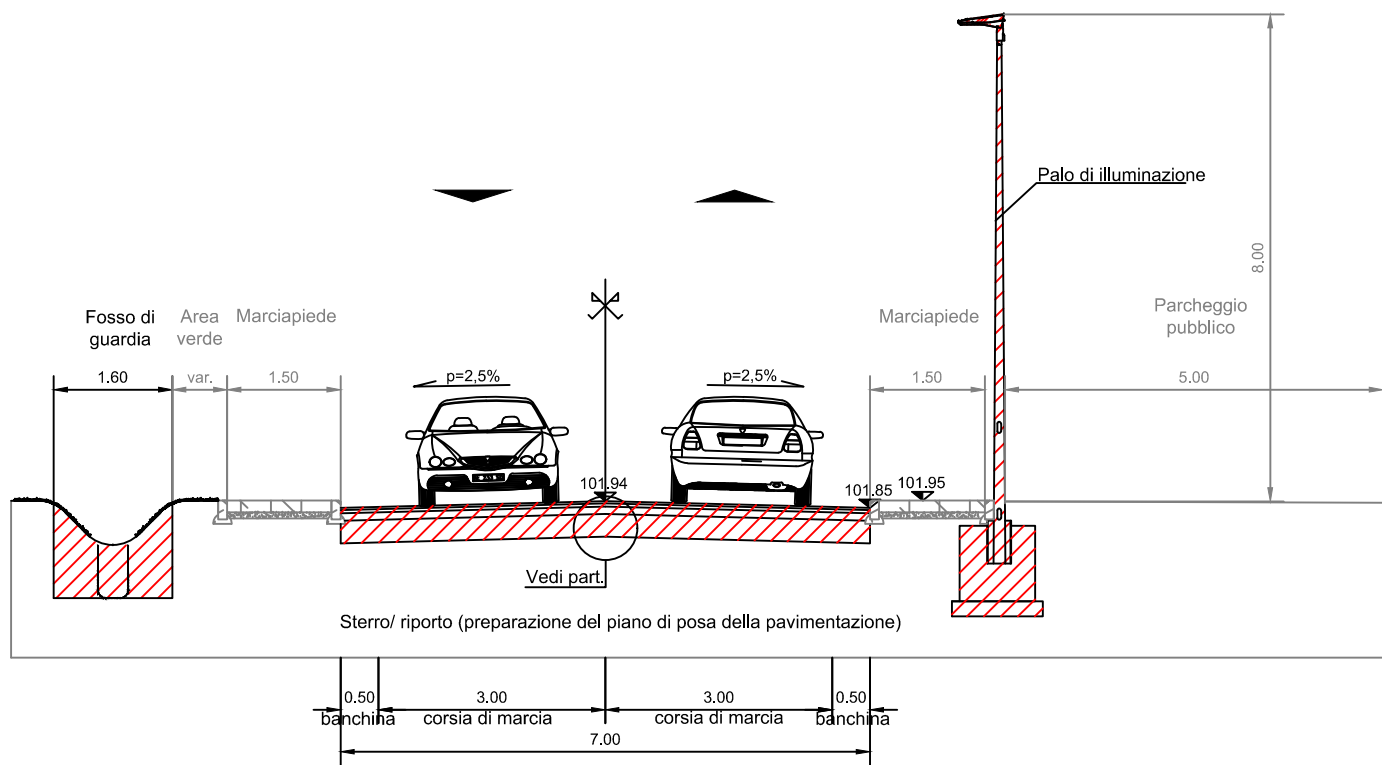 Palo di illuminazione
8.00
Fosso di
guardia
Area
verde
Marciapiede
Marciapiede
Parcheggio
pubblico
1.60
var.
1.50
p=2,5%
p=2,5%
1.50
5.00
101.94
101.85
101.95
Vedi part.
Sterro/ riporto (preparazione del piano di posa della pavimentazione)
0.50
3.00
3.00
0.50
banchina
corsia di marcia
corsia di marcia
banchina
7.00